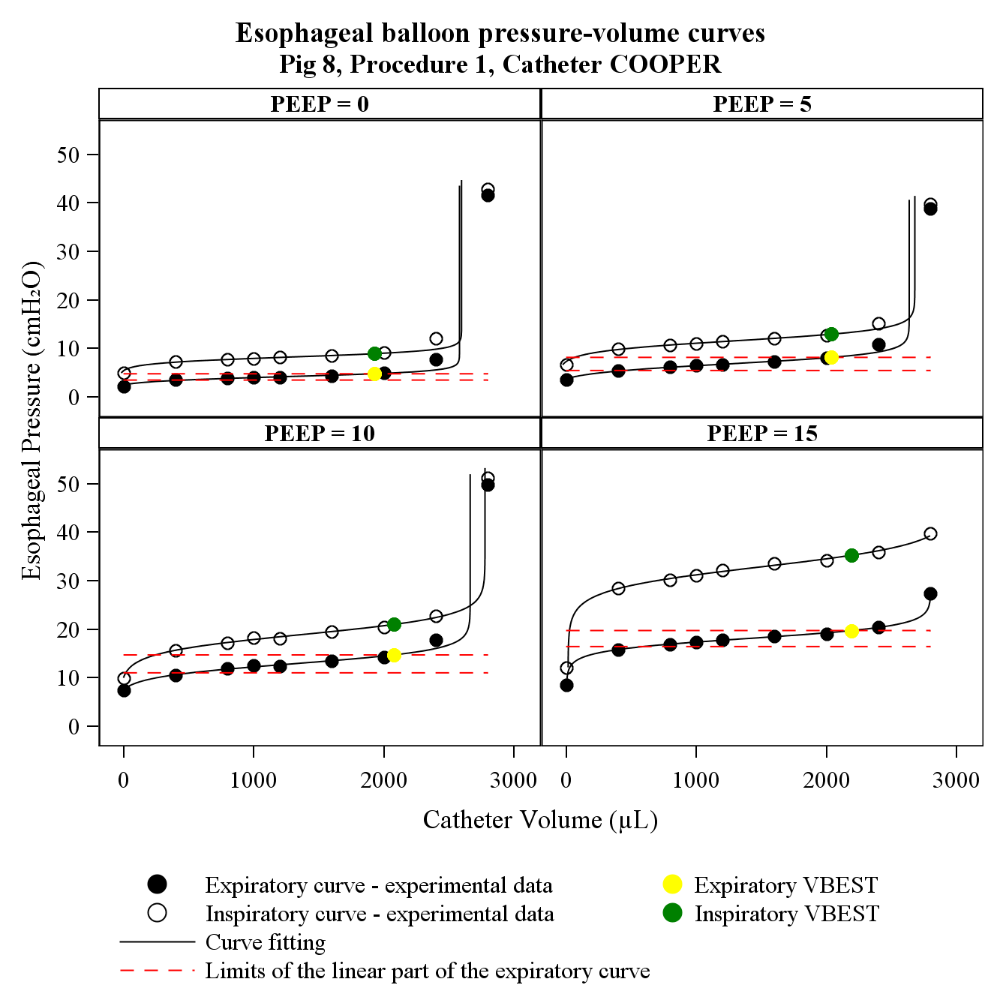 Esophageal balloon pressure-volume curves
Pig 8, Procedure 1, Catheter COOPER
PEEP = 0
PEEP = 5
50
40
30
20
10
0
PEEP = 10
PEEP = 15
50
40
30
20
10
0
Esophageal Pressure (cmH₂O)
0 1000 2000 3000 0 1000 2000 3000
Catheter Volume (µL)
Expiratory curve - experimental data
Inspiratory curve - experimental data
Curve fitting
Limits of the linear part of the expiratory curve
Expiratory VBEST
Inspiratory VBEST